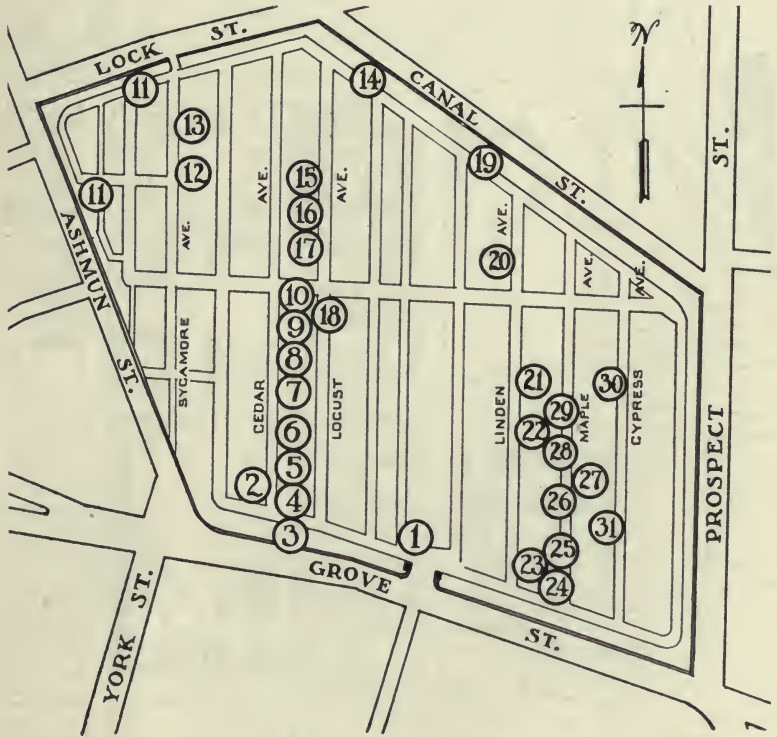 LOCK ST.
CANAL ST.
N
ST.
PROSPECT
ASHMUN ST.
YORK ST.
GROVE ST.
SYCAMORE AVE.
CEDAR AVE.
LOCUST AVE.
LINDEN AVE.
MAPLE AVE.
CYPRESS AVE.
11
14
13
12
11
19
15
16
17
20
10
18
9
8
7
6
5
2
4
3
1
21
30
29
22
28
27
26
31
25
23
24